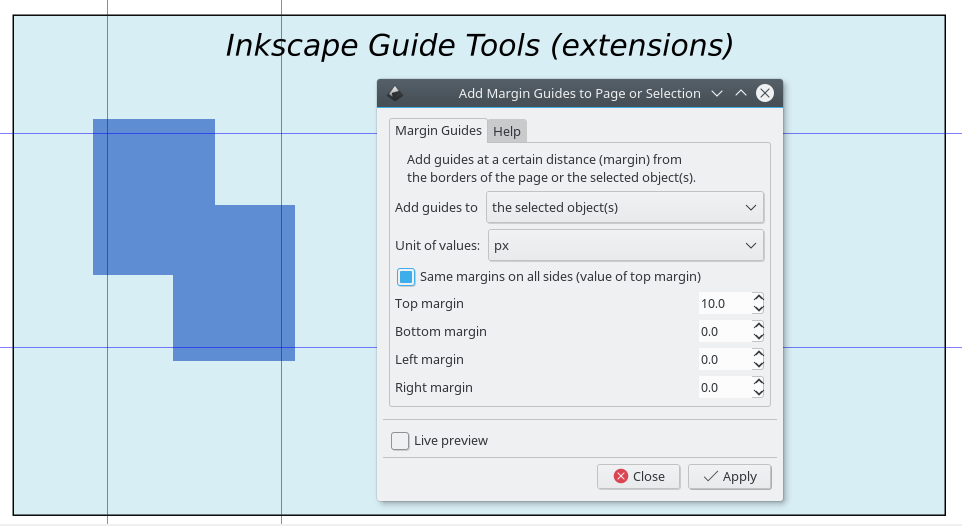 Inkscape Guide Tools (extensions)
Add Margin Guides to Page or Selection
Margin Guides
Help
Add guides at a certain distance (margin) from
the borders of the page or the selected object(s).
Add guides to the selected object(s)
Unit of values: px
Same margins on all sides (value of top margin)
Top margin 10.0
Bottom margin 0.0
Left margin 0.0
Right margin 0.0
Live preview
Close
Apply